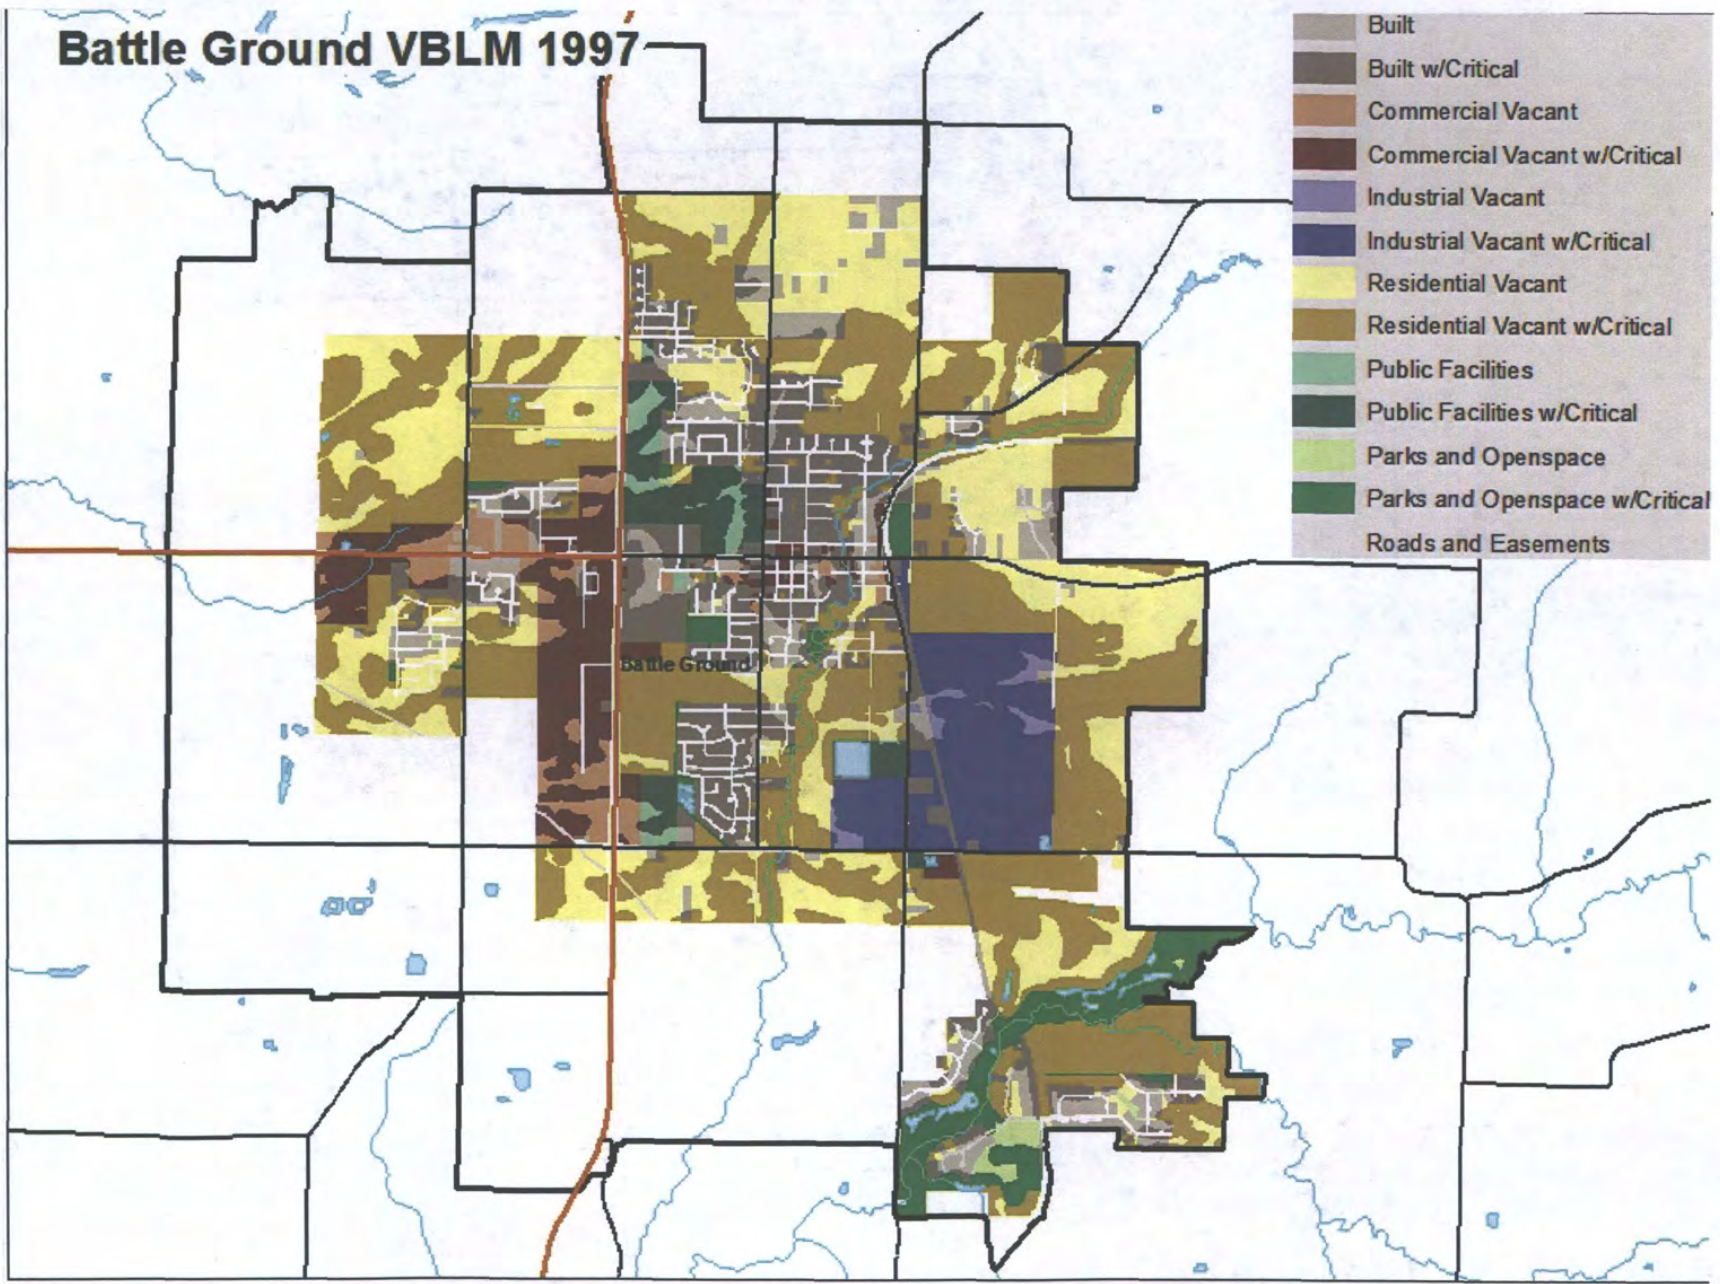 Battle Ground VBLM 1997
Built
Built w/Critical
Commercial Vacant
Commercial Vacant w/Critical
Industrial Vacant
Industrial Vacant w/Critical
Residential Vacant
Residential Vacant w/Critical
Public Facilities
Public Facilities w/Critical
Parks and Openspace
Parks and Openspace w/Critical
Roads and Easements
Battle Ground